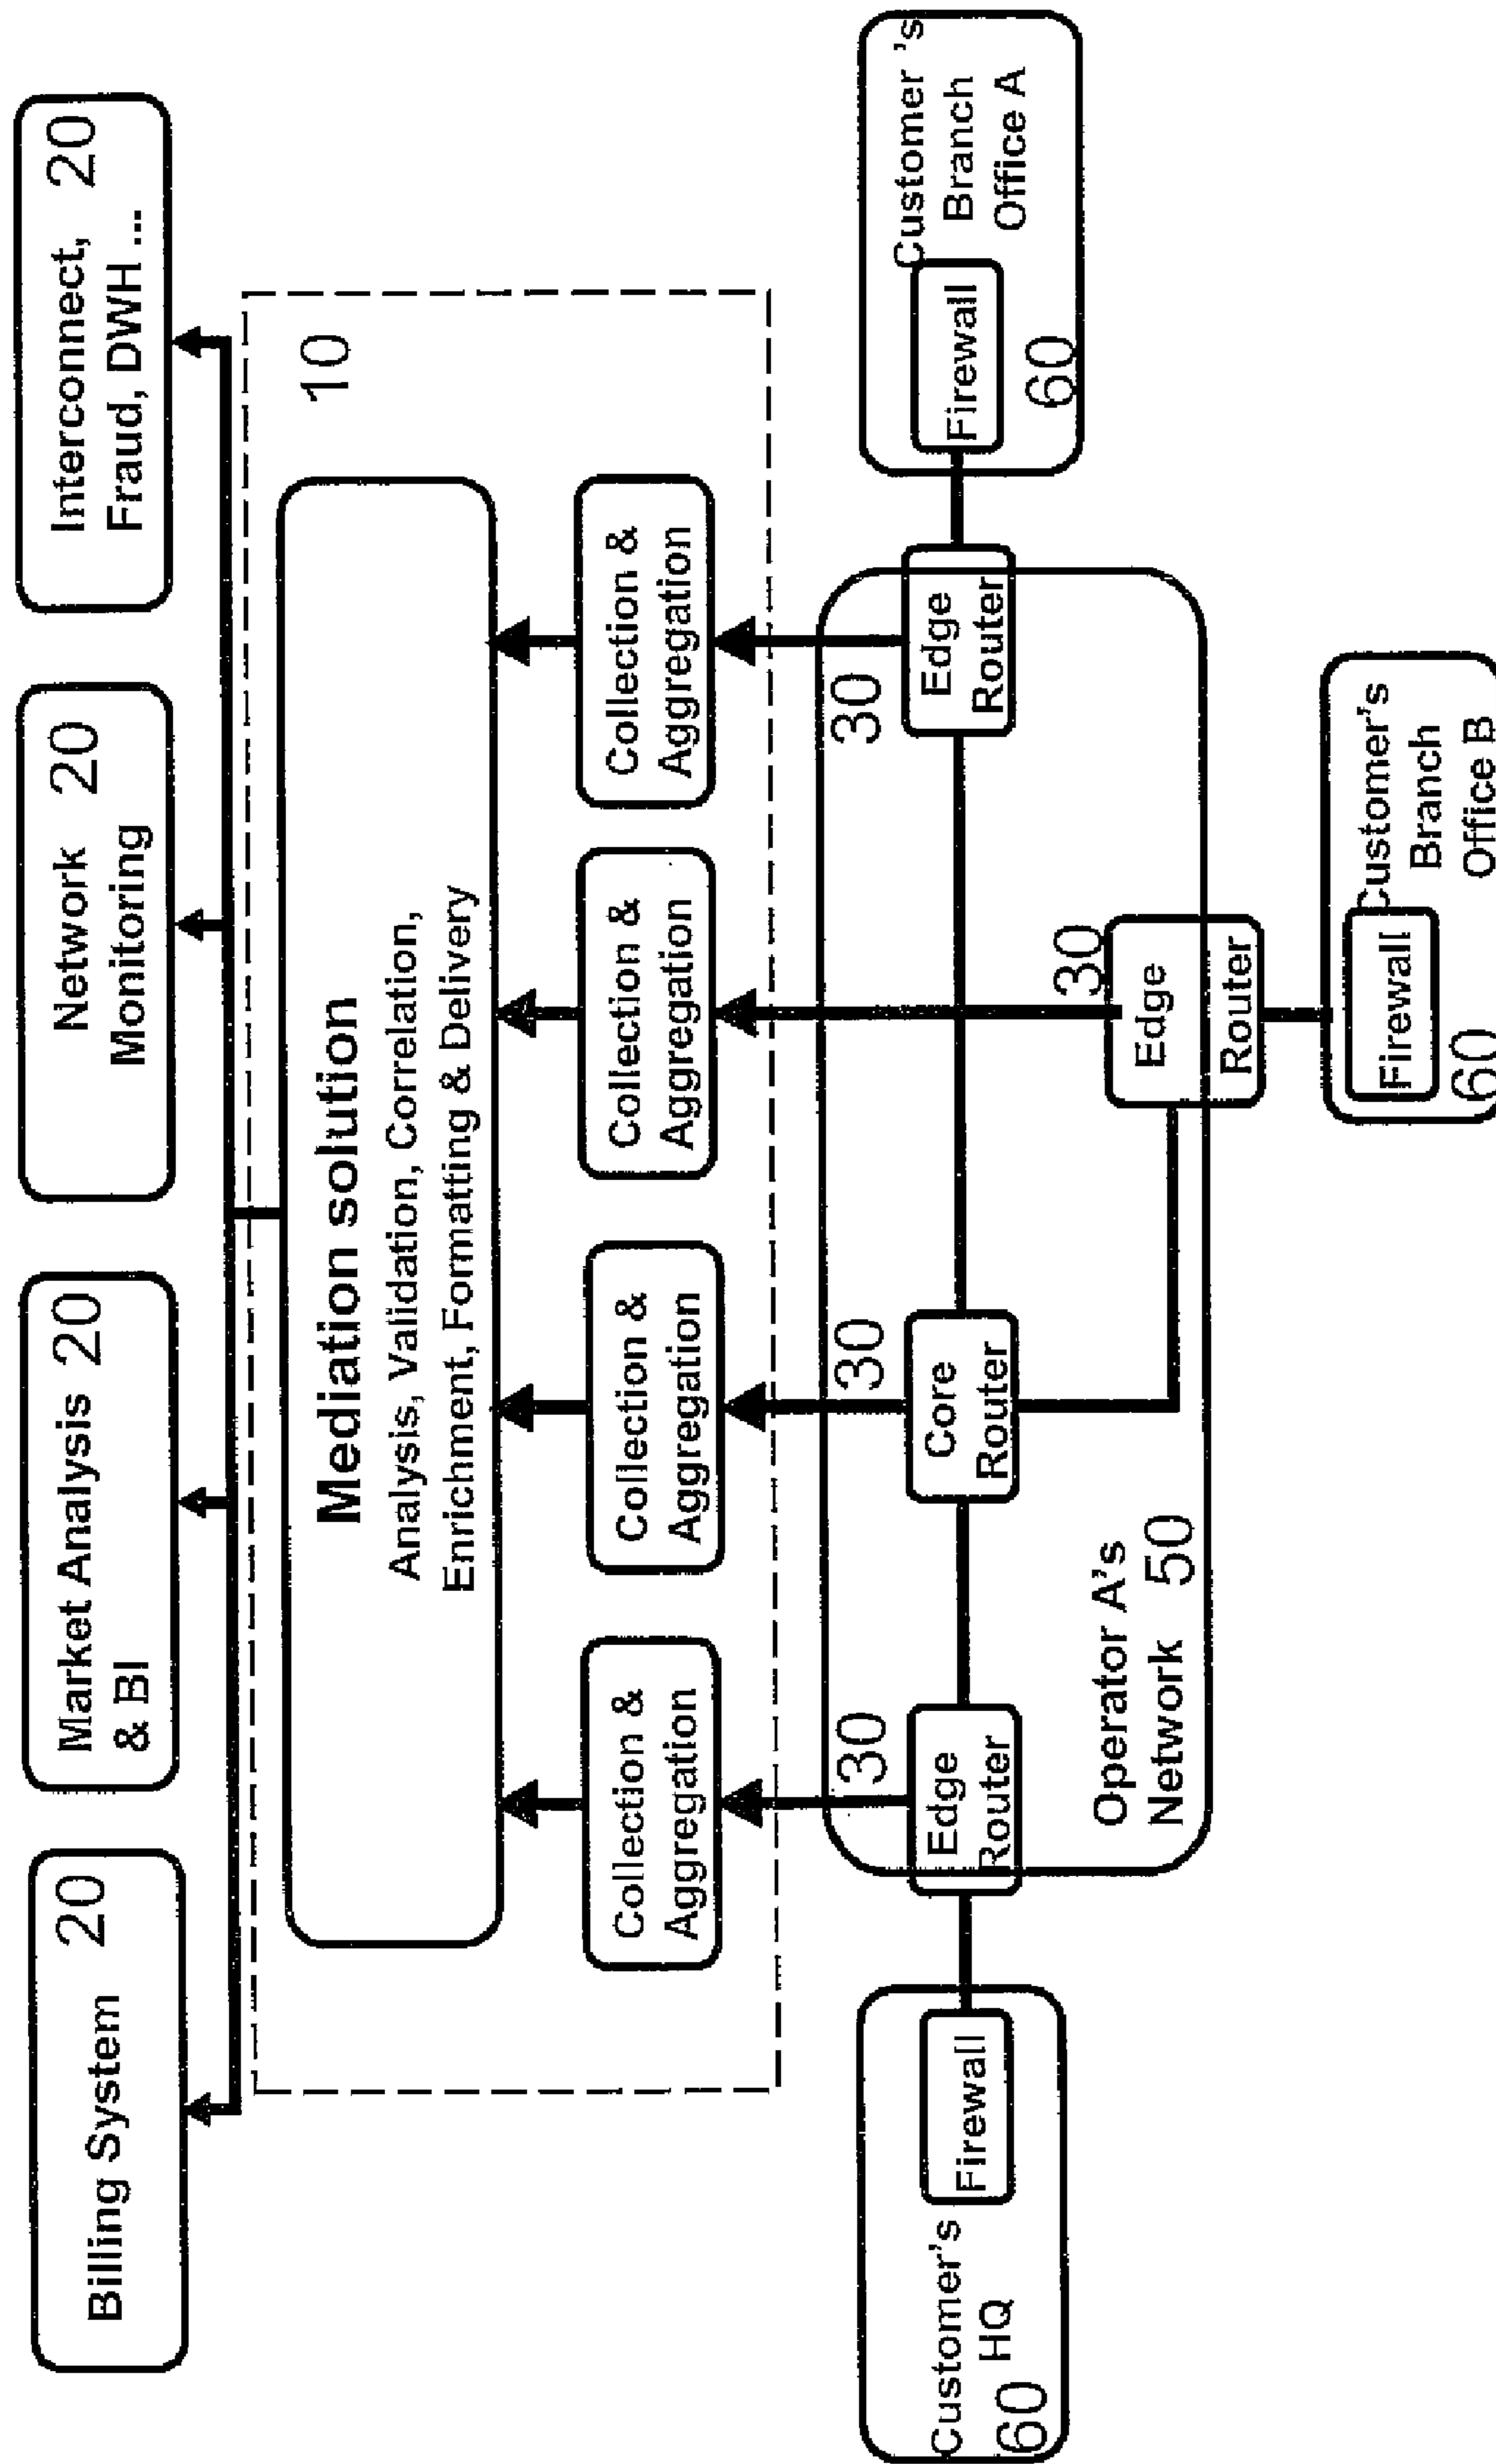 Billing System
20
Market Analysis 20
& BI
Network 20
Monitoring
Interconnect, 20
Fraud, DWH ...
10
Mediation solution
Analysis, Validation, Correlation,
Enrichment, Formatting & Delivery
Collection &
Aggregation
Collection &
Aggregation
Collection &
Aggregation
Collection &
Aggregation
30
30
30
Customer's
HQ
60
Firewall
Edge
Router
Core
Router
Edge
Router
Firewall
Customer's
Branch
Office A
60
Operator A's
Network 50
30
Edge
Router
Firewall
60
Customer's
Branch
Office B